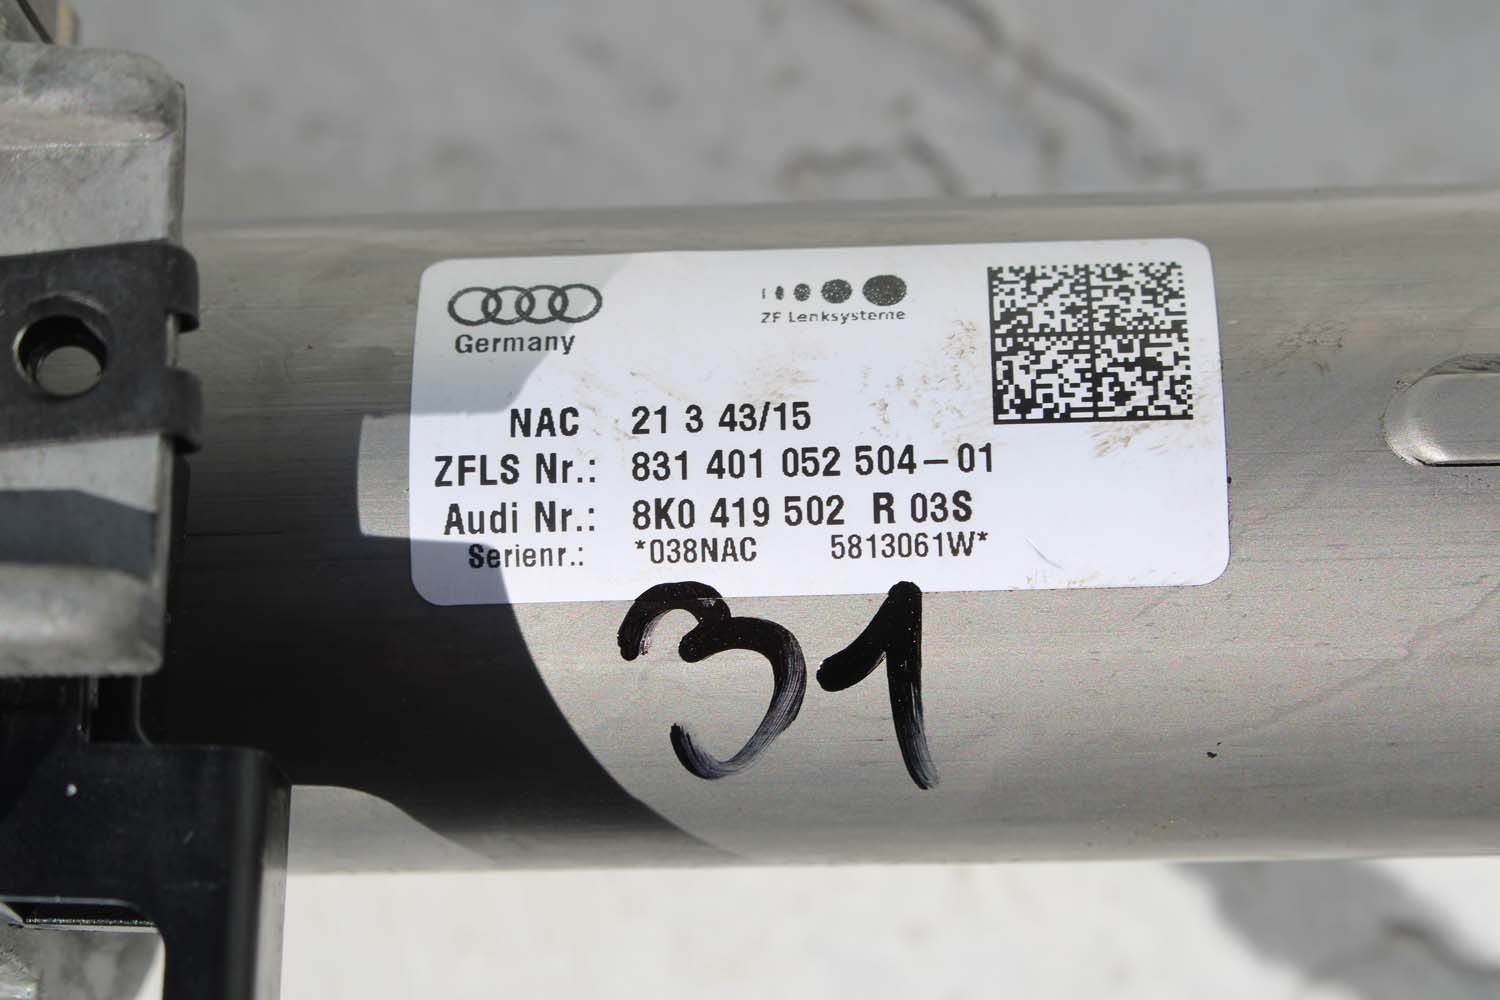 Germany
ZF Lenksysteme
NAC 21 3 43/15
ZFLS Nr.: 831 401 052 504-01
Audi Nr.: 8K0 419 502 R 03S
Serienr.: *038NAC 5813061W*
31